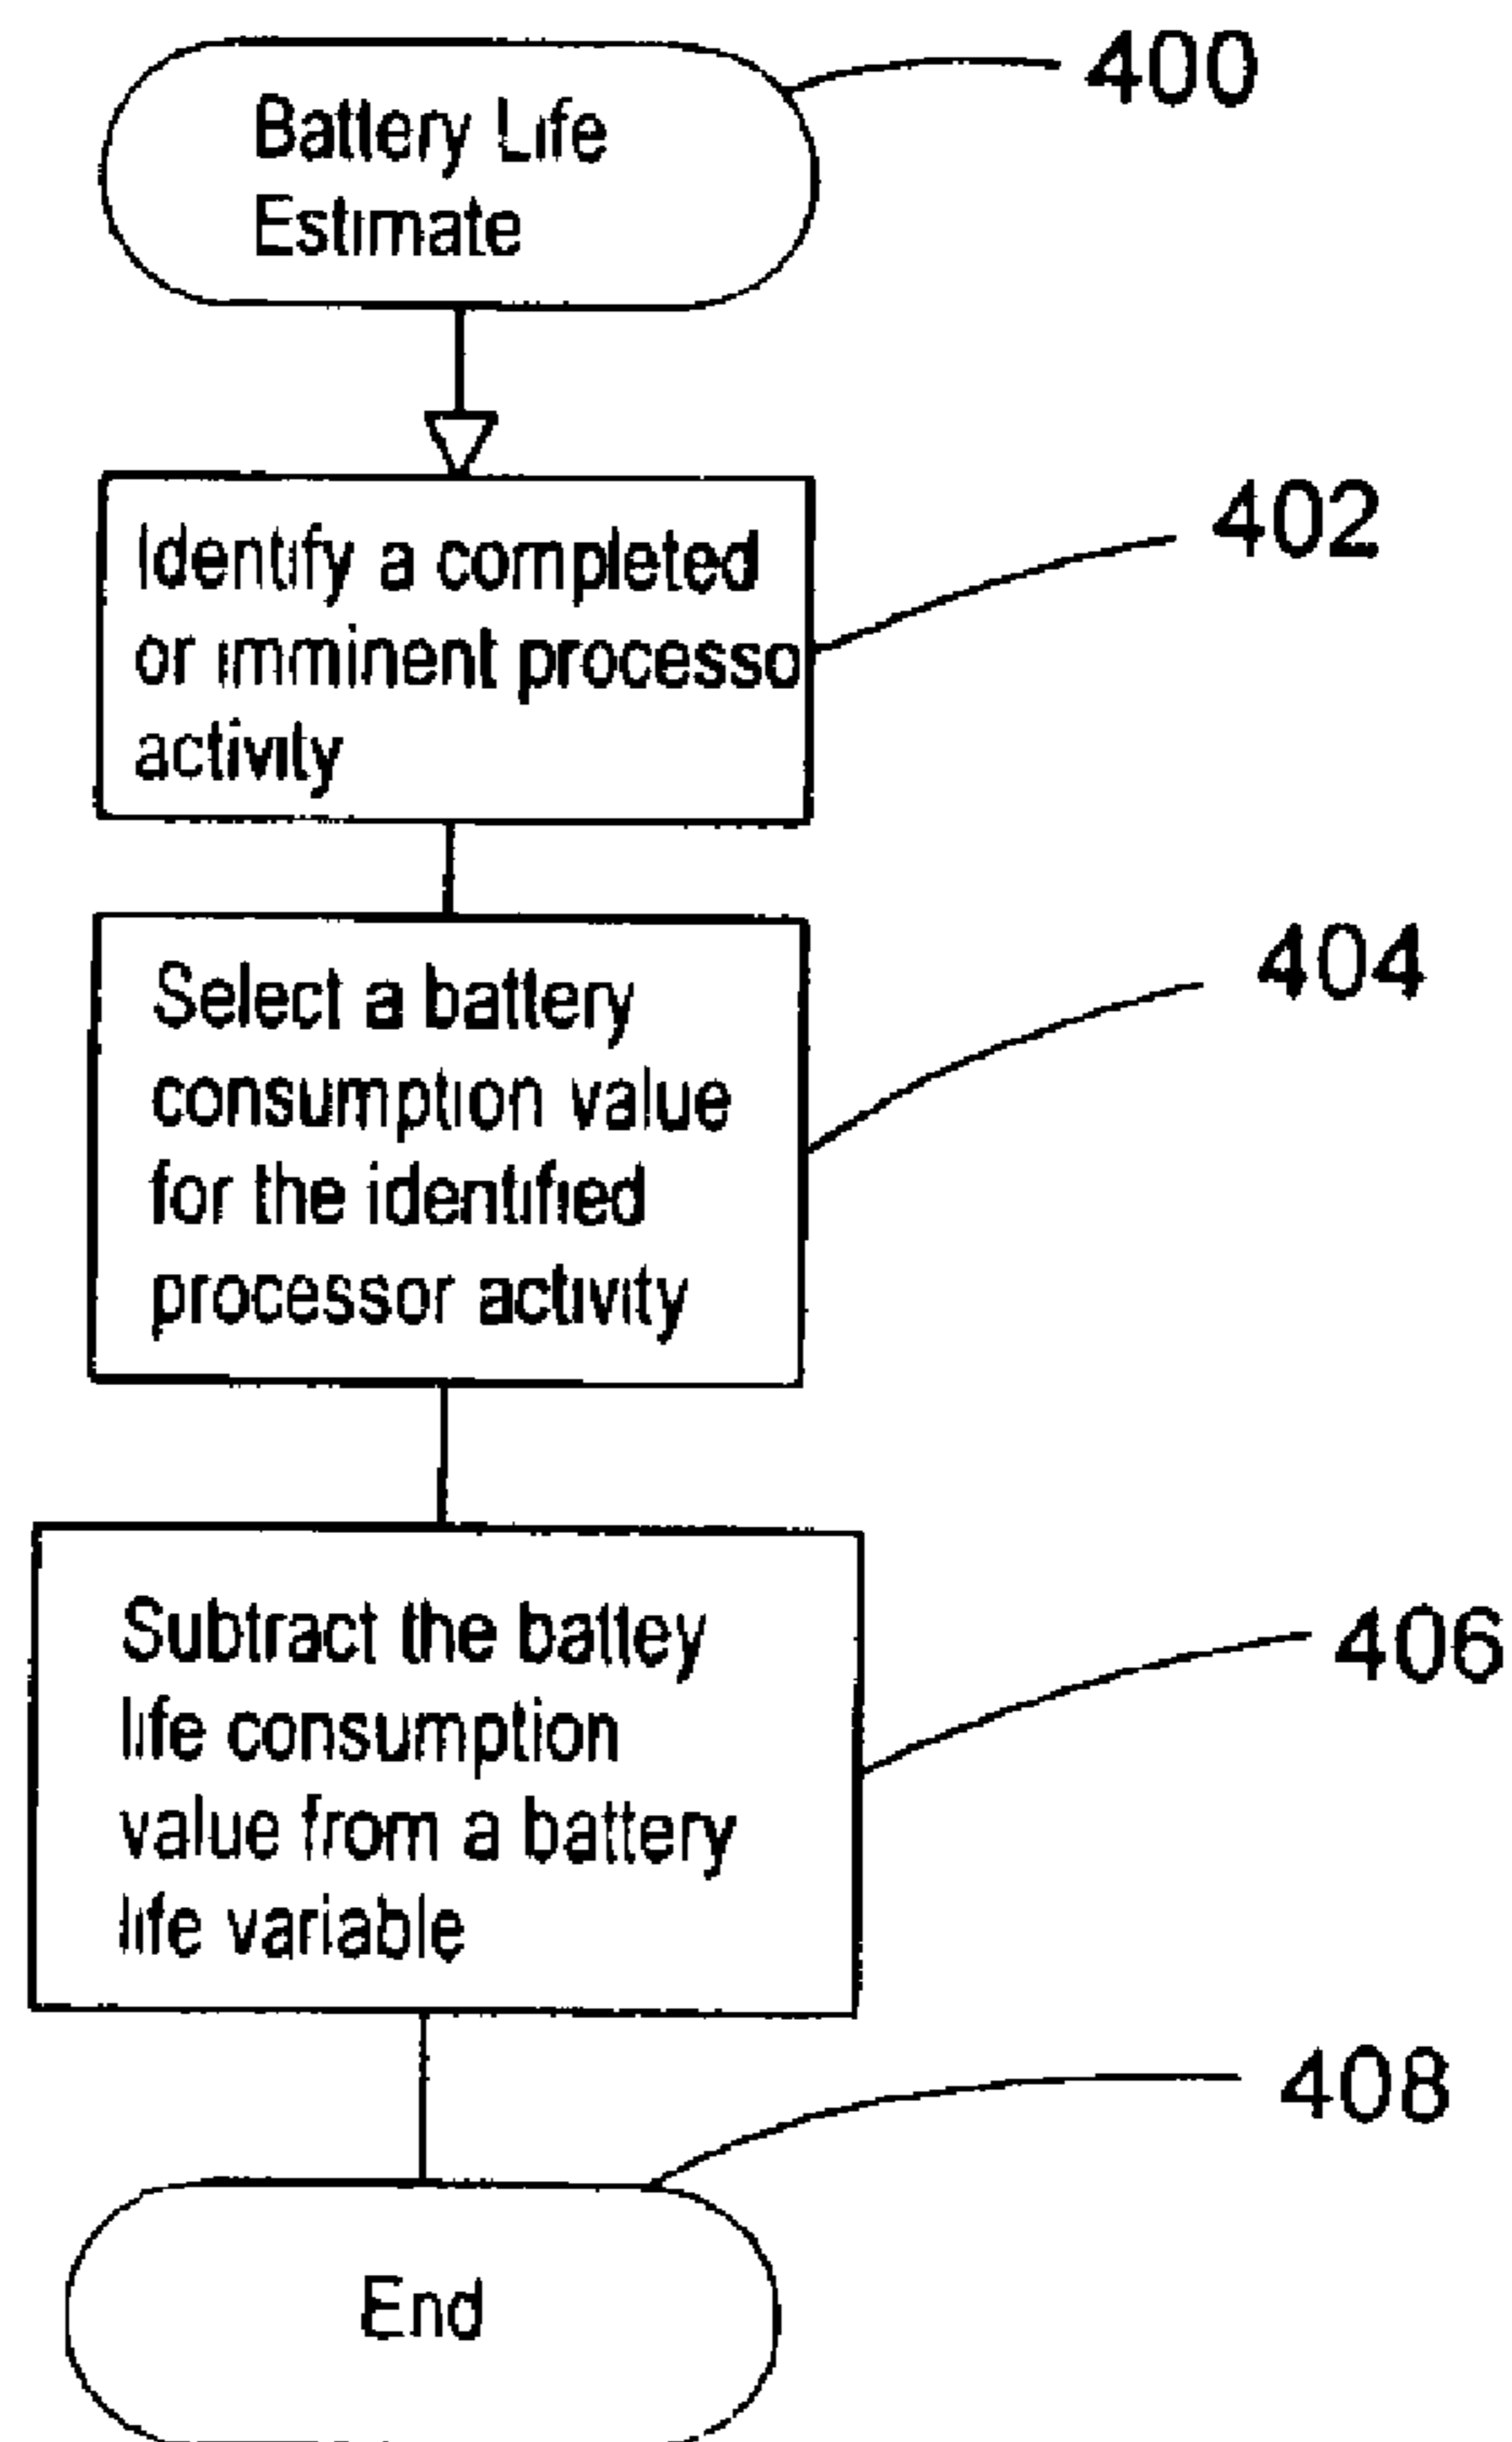 Battery Life
Estimate
400
Identify a completed
or imminent processo
activity
402
Select a battery
consumption value
for the identified
processor activity
404
Subtract the battey
life consumption
value from a battery
life variable
406
408
End